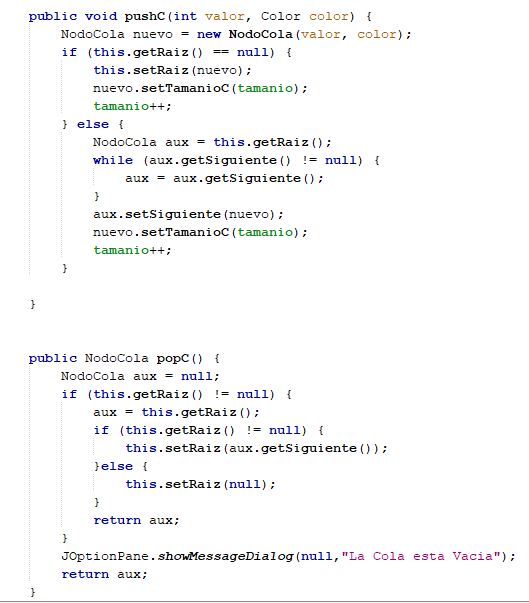 public void pushC(int valor, Color color) {
NodoCola nuevo = new NodoCola(valor, color);
if (this.getRaiz() == null) {
this.setRaiz(nuevo);
nuevo.setTamanioC(tamanio);
tamanio++;
} else {
NodoCola aux = this.getRaiz();
while (aux.getSiguiente() != null) {
aux = aux.getSiguiente();
}
aux.setSiguiente(nuevo);
nuevo.setTamanioC(tamanio);
tamanio++;
}
}
public NodoCola popC() {
NodoCola aux = null;
if (this.getRaiz() != null) {
aux = this.getRaiz();
if (this.getRaiz() != null) {
this.setRaiz(aux.getSiguiente());
}else {
this.setRaiz(null);
}
return aux;
}
JOptionPane.showMessageDialog(null,"La Cola esta Vacia");
return aux;
}